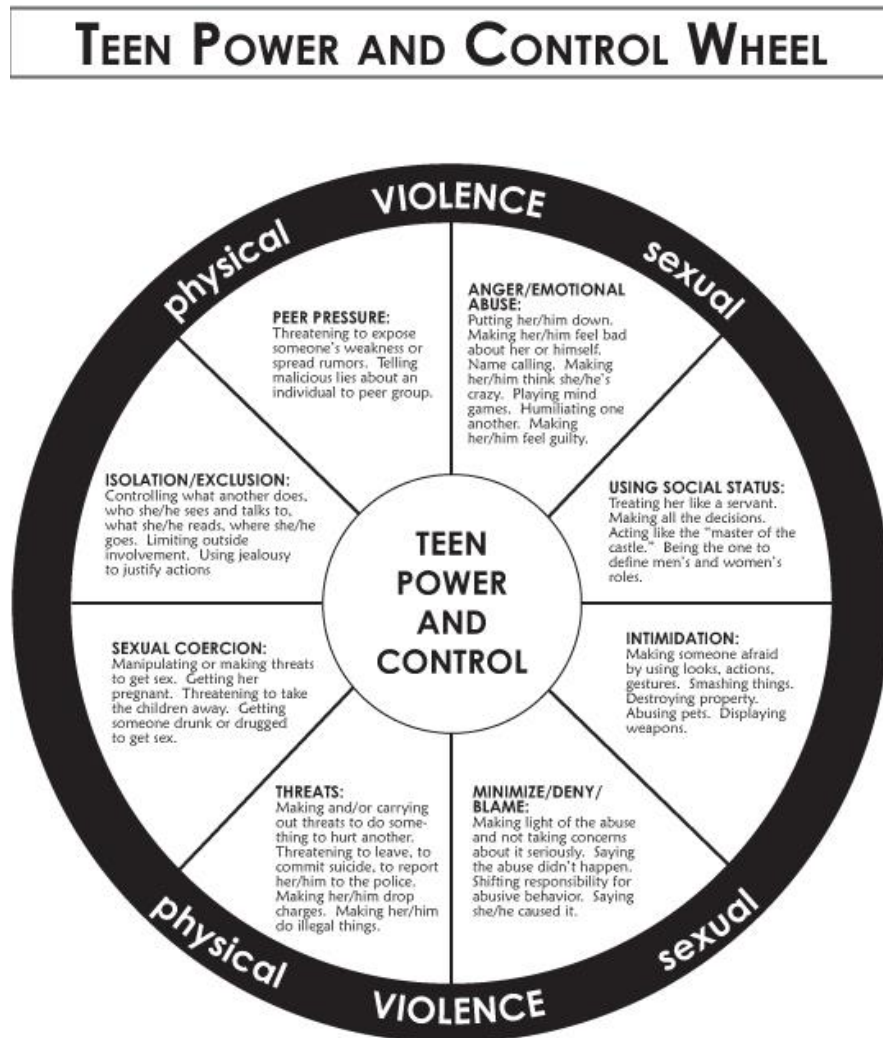 TEEN POWER AND CONTROL WHEEL
physical
VIOLENCE
sexual
PEER PRESSURE:
Threatening to expose
someone's weakness or
spread rumors. Telling
malicious lies about an
individual to peer group.
ANGER/EMOTIONAL
ABUSE:
Putting her/him down.
Making her/him feel bad
about her or himself.
Name calling. Making
her/him think she/he's
crazy. Playing mind
games. Humiliating one
another. Making
her/him feel guilty.
ISOLATION/EXCLUSION:
Controlling what another does,
who she/he sees and talks to,
what she/he reads, where she/he
goes. Limiting outside
involvement. Using jealousy
to justify actions
USING SOCIAL STATUS:
Treating her like a servant.
Making all the decisions.
Acting like the "master of the
castle." Being the one to
define men's and women's
roles.
TEEN
POWER
AND
CONTROL
SEXUAL COERCION:
Manipulating or making threats
to get sex. Getting her
pregnant. Threatening to take
the children away. Getting
someone drunk or drugged
to get sex.
INTIMIDATION:
Making someone afraid
by using looks, actions,
gestures. Smashing things.
Destroying property.
Abusing pets. Displaying
weapons.
THREATS:
Making and/or carrying
out threats to do some-
thing to hurt another.
Threatening to leave, to
commit suicide, to report
her/him to the police.
Making her/him drop
charges. Making her/him
do illegal things.
MINIMIZE/DENY/
BLAME:
Making light of the abuse
and not taking concerns
about it seriously. Saying
the abuse didn't happen.
Shifting responsibility for
abusive behavior. Saying
she/he caused it.
physical
VIOLENCE
sexual